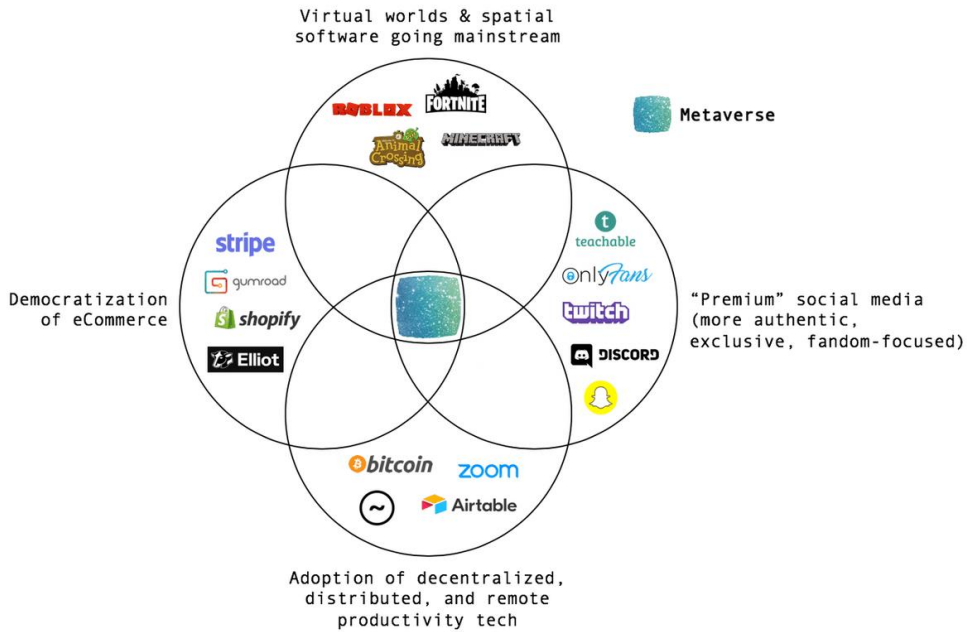 Virtual worlds & spatial
software going mainstream
ROBLOX
FORTNITE
Animal
Crossing
MINECRAFT
Metaverse
stripe
gumroad
shopify
Elliot
Democratization
of eCommerce
t
teachable
OnlyFans
twitch
DISCORD
“Premium” social media
(more authentic,
exclusive, fandom-focused)
bitcoin
zoom
~
Airtable
Adoption of decentralized,
distributed, and remote
productivity tech